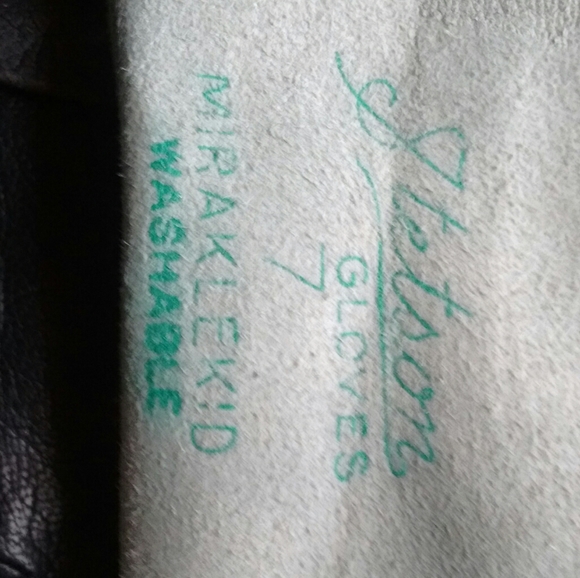 Stetson
GLOVES
7
MIRAKLEKID
WASHABLE